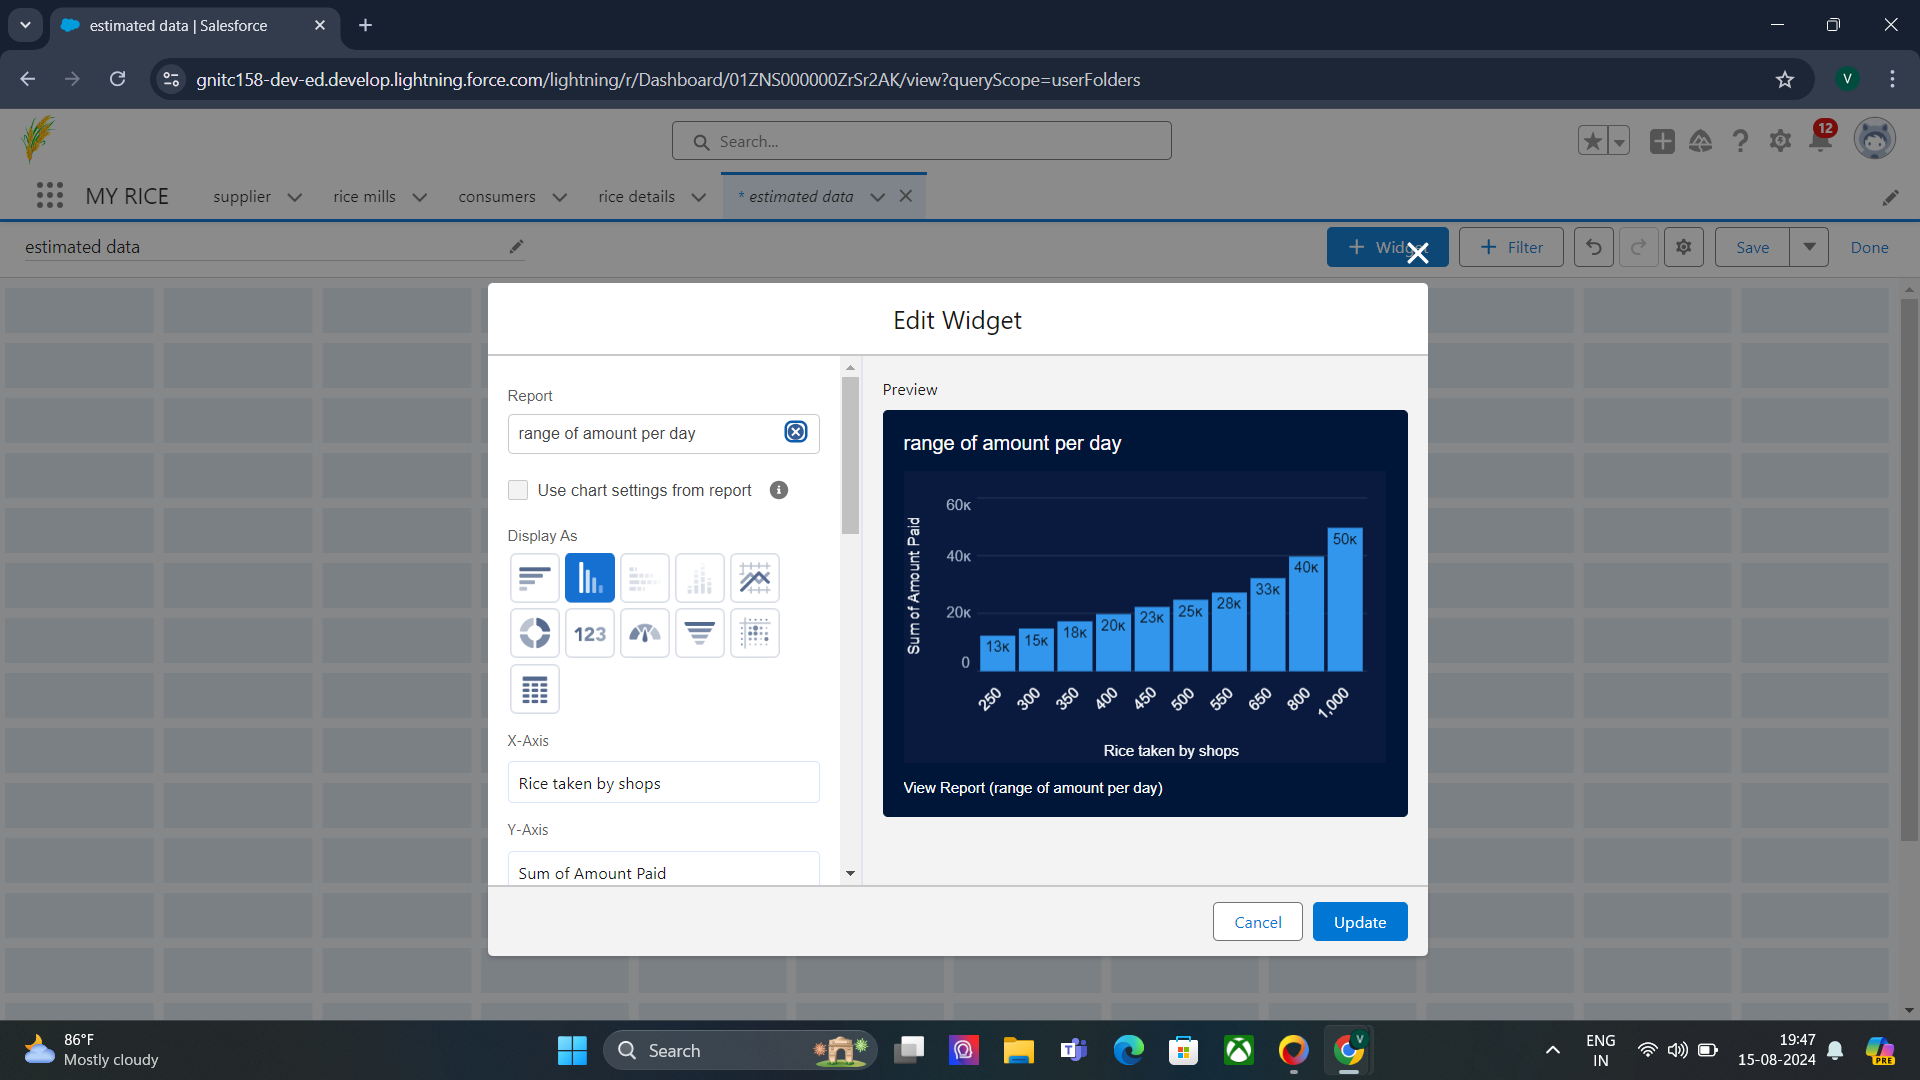 estimated data | Salesforce
gnitc158-dev-ed.develop.lightning.force.com/lightning/r/Dashboard/01ZNS000000ZrSr2AK/view?queryScope=userFolders
V
Search...
12
MY RICE
supplier
rice mills
consumers
rice details
* estimated data
estimated data
+ Widget
+ Filter
Save
Done
Edit Widget
Report
range of amount per day
Use chart settings from report
Display As
123
X-Axis
Rice taken by shops
Y-Axis
Sum of Amount Paid
Preview
range of amount per day
Sum of Amount Paid
60K
40K
20K
0
13K
15K
18K
20K
23K
25K
28K
33K
40K
50K
250
300
350
400
450
500
550
650
800
1,000
Rice taken by shops
View Report (range of amount per day)
Cancel
Update
86°F
Mostly cloudy
Search
V
ENG
IN
19:47
15-08-2024
PRE